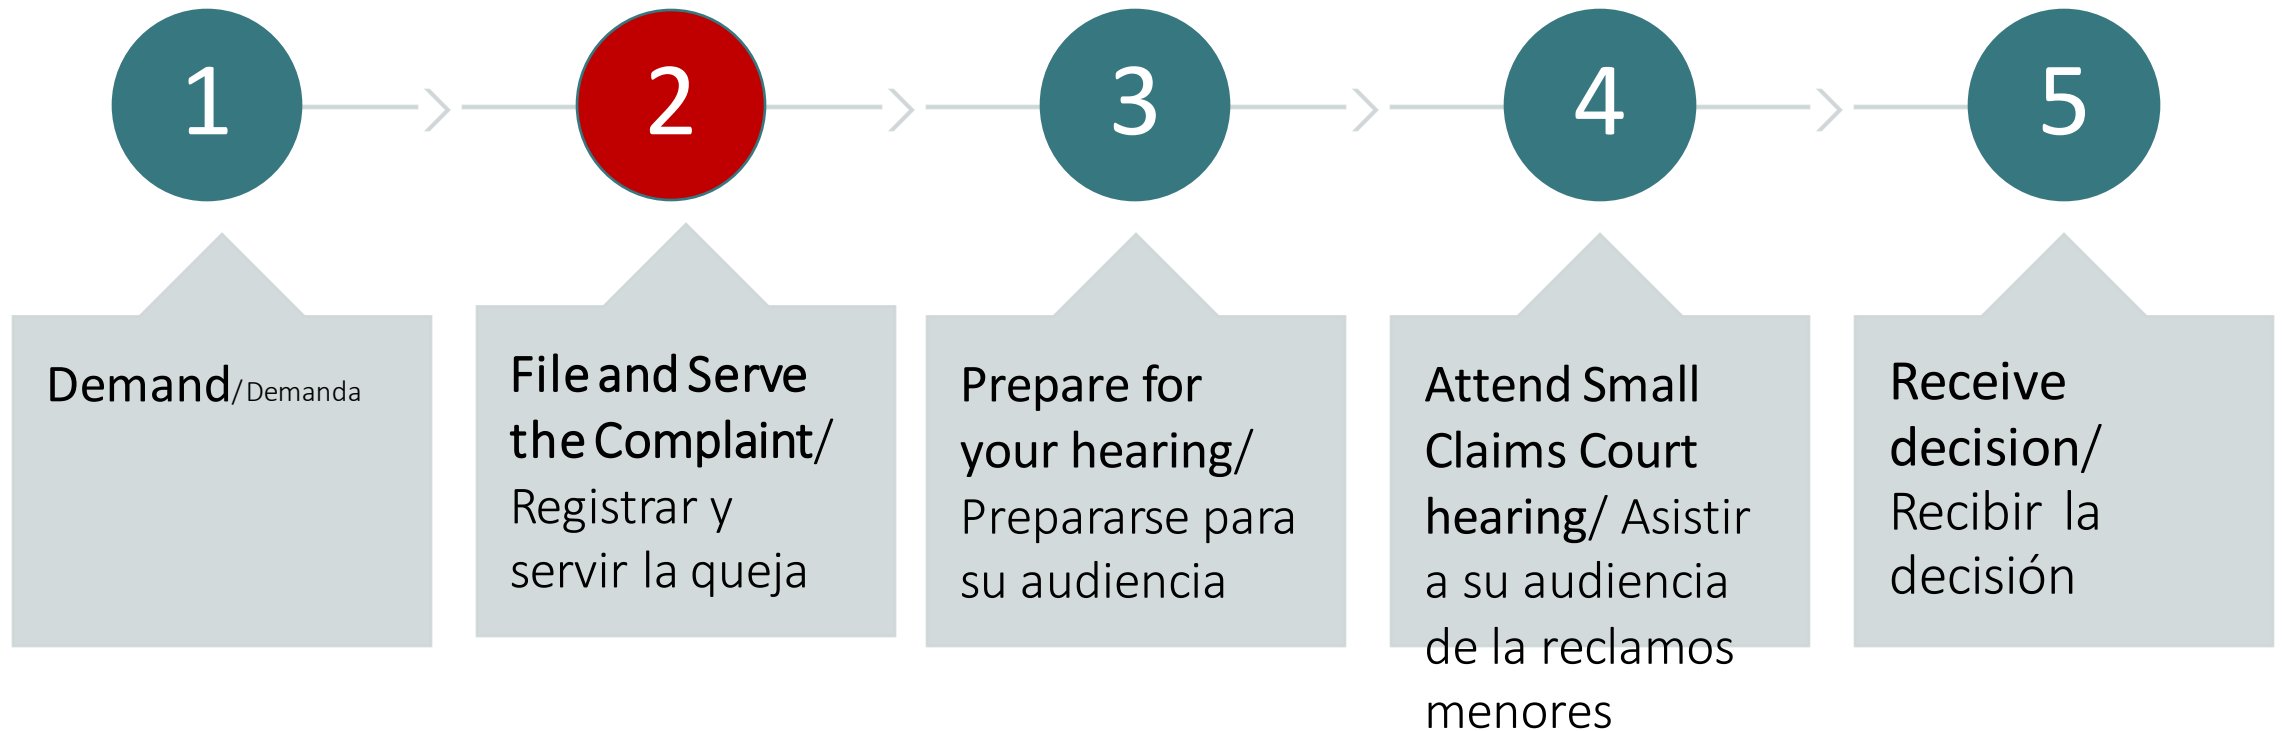 1
2
3
4
5
Demand/Demanda
File and Serve
the Complaint/
Registrar y
servir la queja
Prepare for
your hearing/
Prepararse para
su audiencia
Attend Small
Claims Court
hearing/ Asistir
a su audiencia
de la reclamos
menores
Receive
decision/
Recibir la
decisión